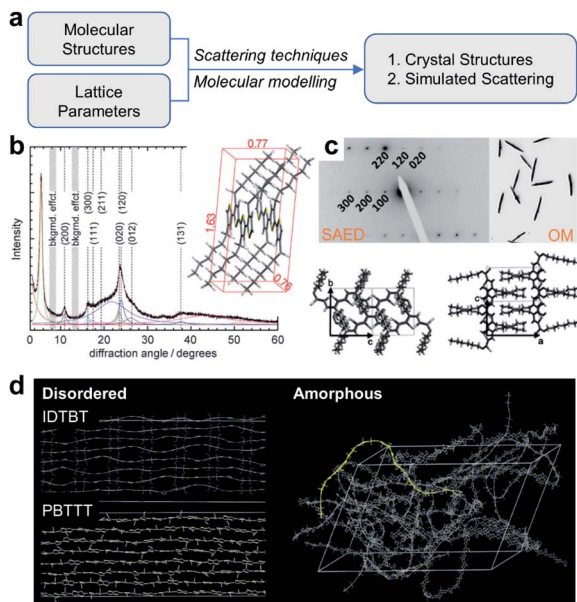 a
Molecular
Structures
Lattice
Parameters
Scattering techniques
Molecular modelling
1. Crystal Structures
2. Simulated Scattering
b
Intensity
bkgrnd. effct.
(200)
bkgrnd. effct.
(300)
(111)
(211)
(020)
(120)
(012)
(131)
0 10 20 30 40 50 60
diffraction angle / degrees
0.77
1.63
0.76
c
220
120
020
300
200
100
SAED
OM
b
c
c
a
d
Disordered
Amorphous
IDTBT
PBTTT